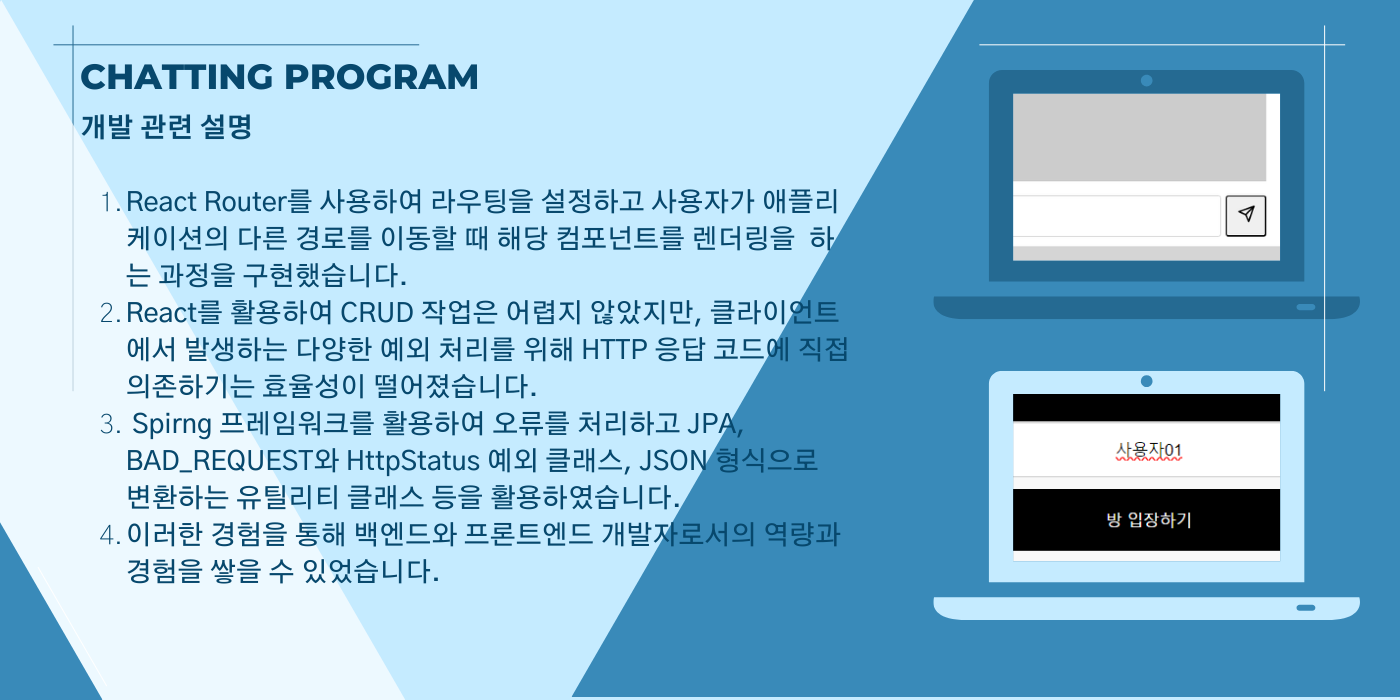 CHATTING PROGRAM
개발 관련 설명
1. React Router를 사용하여 라우팅을 설정하고 사용자가 애플리
케이션의 다른 경로를 이동할 때 해당 컴포넌트를 렌더링을 하
는 과정을 구현했습니다.
2. React를 활용하여 CRUD 작업은 어렵지 않았지만, 클라이언트
에서 발생하는 다양한 예외 처리를 위해 HTTP 응답 코드에 직접
의존하기는 효율성이 떨어졌습니다.
3. Spirng 프레임워크를 활용하여 오류를 처리하고 JPA,
BAD_REQUEST와 HttpStatus 예외 클래스, JSON 형식으로
변환하는 유틸리티 클래스 등을 활용하였습니다.
4. 이러한 경험을 통해 백엔드와 프론트엔드 개발자로서의 역량과
경험을 쌓을 수 있었습니다.
사용자01
방 입장하기